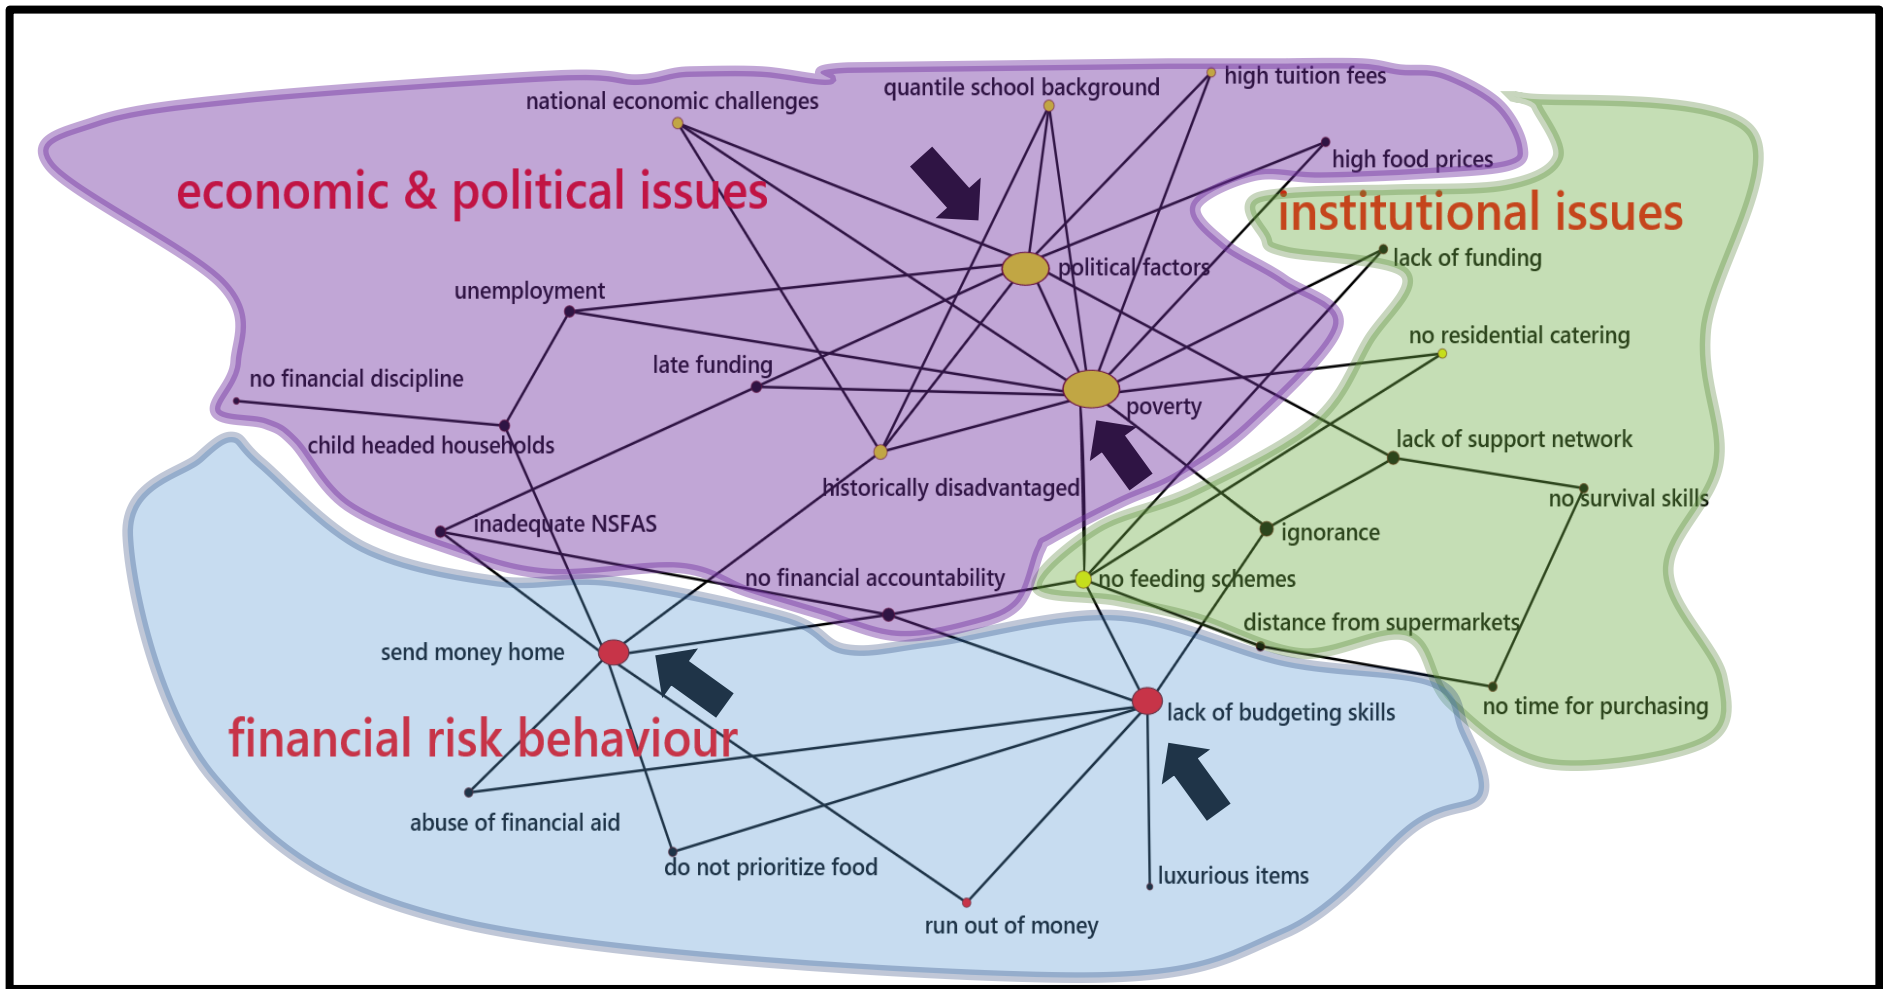 high tuition fees
quantile school background
national economic challenges
high food prices
economic & political issues
institutional issues
lack of funding
political factors
unemployment
no residential catering
late funding
no financial discipline
poverty
lack of support network
child headed households
historically disadvantaged
no survival skills
inadequate NSFAS
ignorance
no financial accountability
no feeding schemes
distance from supermarkets
send money home
no time for purchasing
lack of budgeting skills
financial risk behaviour
abuse of financial aid
do not prioritize food
luxurious items
run out of money